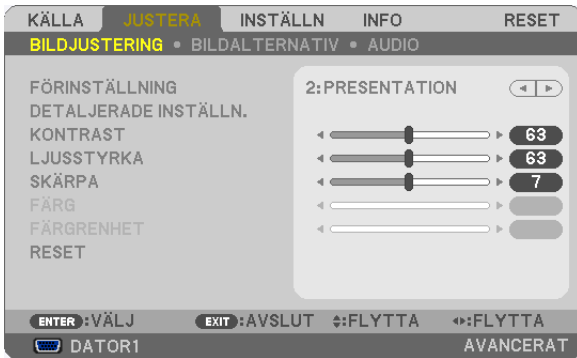 KÄLLA JUSTERA INSTÄLLN INFO RESET
BILDJUSTERING • BILDALTERNATIV • AUDIO
FÖRINSTÄLLNING 2:PRESENTATION
DETALJERADE INSTÄLLN.
KONTRAST 63
LJUSSTYRKA 63
SKÄRPA 7
FÄRG
FÄRGRENHET
RESET
ENTER :VÄLJ EXIT :AVSLUT :FLYTTA :FLYTTA
DATOR1 AVANCERAT